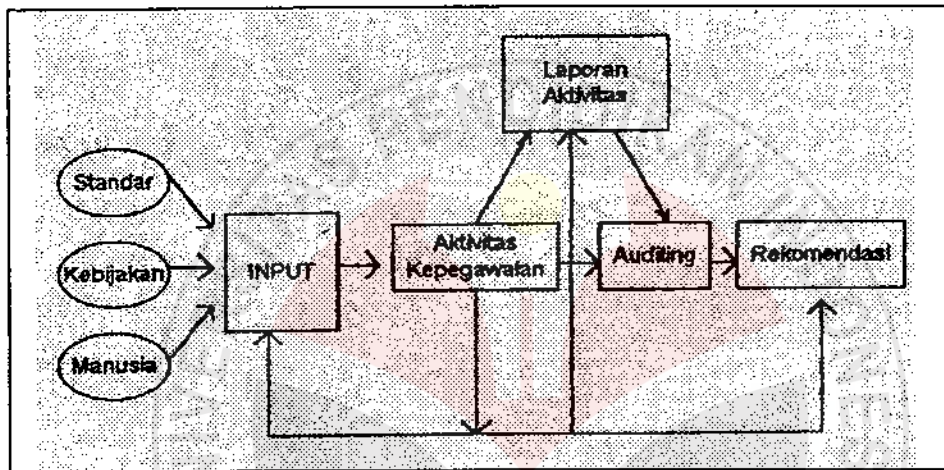 Laporan
Aktivitas
Standar
Kebijakan
Manusia
INPUT
Aktivitas
Kepegawaian
Auditing
Rekomendasi